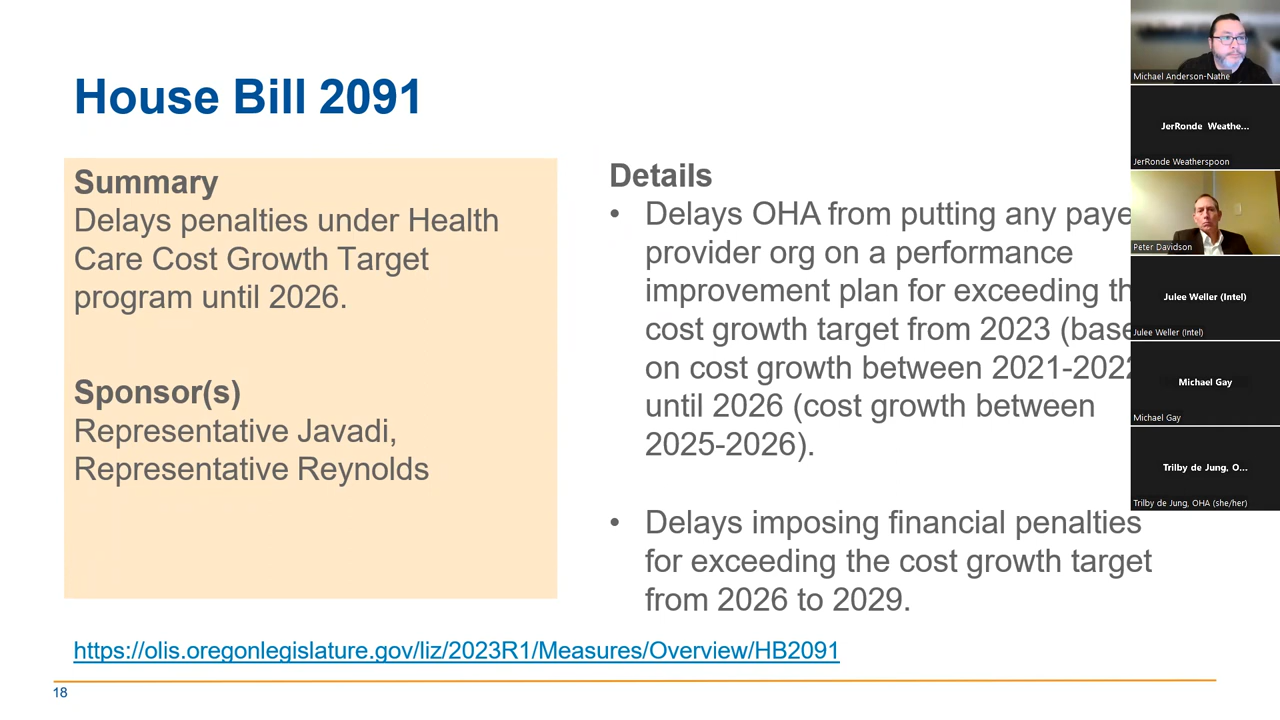 House Bill 2091
Summary
Delays penalties under Health
Care Cost Growth Target
program until 2026.
Sponsor(s)
Representative Javadi,
Representative Reynolds
Details
• Delays OHA from putting any paye
provider org on a performance
improvement plan for exceeding th
cost growth target from 2023 (base
on cost growth between 2021-202
until 2026 (cost growth between
2025-2026).
• Delays imposing financial penalties
for exceeding the cost growth target
from 2026 to 2029.
https://olis.oregonlegislature.gov/liz/2023R1/Measures/Overview/HB2091
18
Michael Anderson-Nathe
JerRonde Weathe...
JerRonde Weatherspoon
Peter Davidson
Julee Weller (Intel)
Julee Weller (Intel)
Michael Gay
Michael Gay
Trilby de Jung, O...
Trilby de Jung, OHA (she/her)